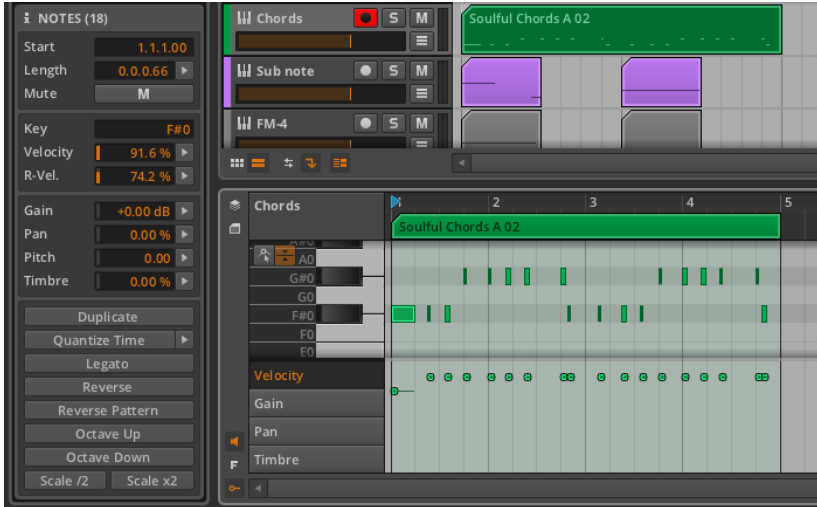 NOTES (18)
Start 1.1.1.00
Length 0.0.0.66
Mute M
Key F#0
Velocity 91.6 %
R-Vel. 74.2 %
Gain +0.00 dB
Pan 0.00 %
Pitch 0.00
Timbre 0.00 %
Duplicate
Quantize Time
Legato
Reverse
Reverse Pattern
Octave Up
Octave Down
Scale /2 Scale x2
Chords S M
Soulful Chords A 02
Sub note S M
FM-4 S M
Chords
2 3 4 5
Soulful Chords A 02
A#0
A0
G#0
G0
F#0
F0
E0
Velocity
Gain
Pan
F Timbre